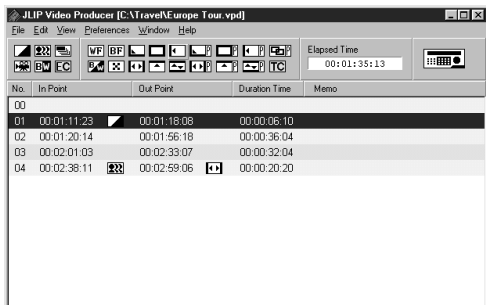 JLIP Video Producer [C:\Travel\Europe Tour.vpd]
File Edit View Preferences Window Help
WF BF P P P Elapsed Time
BW EC B/W P P P TC 00:01:35:13
No. In Point Out Point Duration Time Memo
00
01 00:01:11:23 00:01:18:08 00:00:06:10
02 00:01:20:14 00:01:56:18 00:00:36:04
03 00:02:01:03 00:02:33:07 00:00:32:04
04 00:02:38:11 00:02:59:06 00:00:20:20